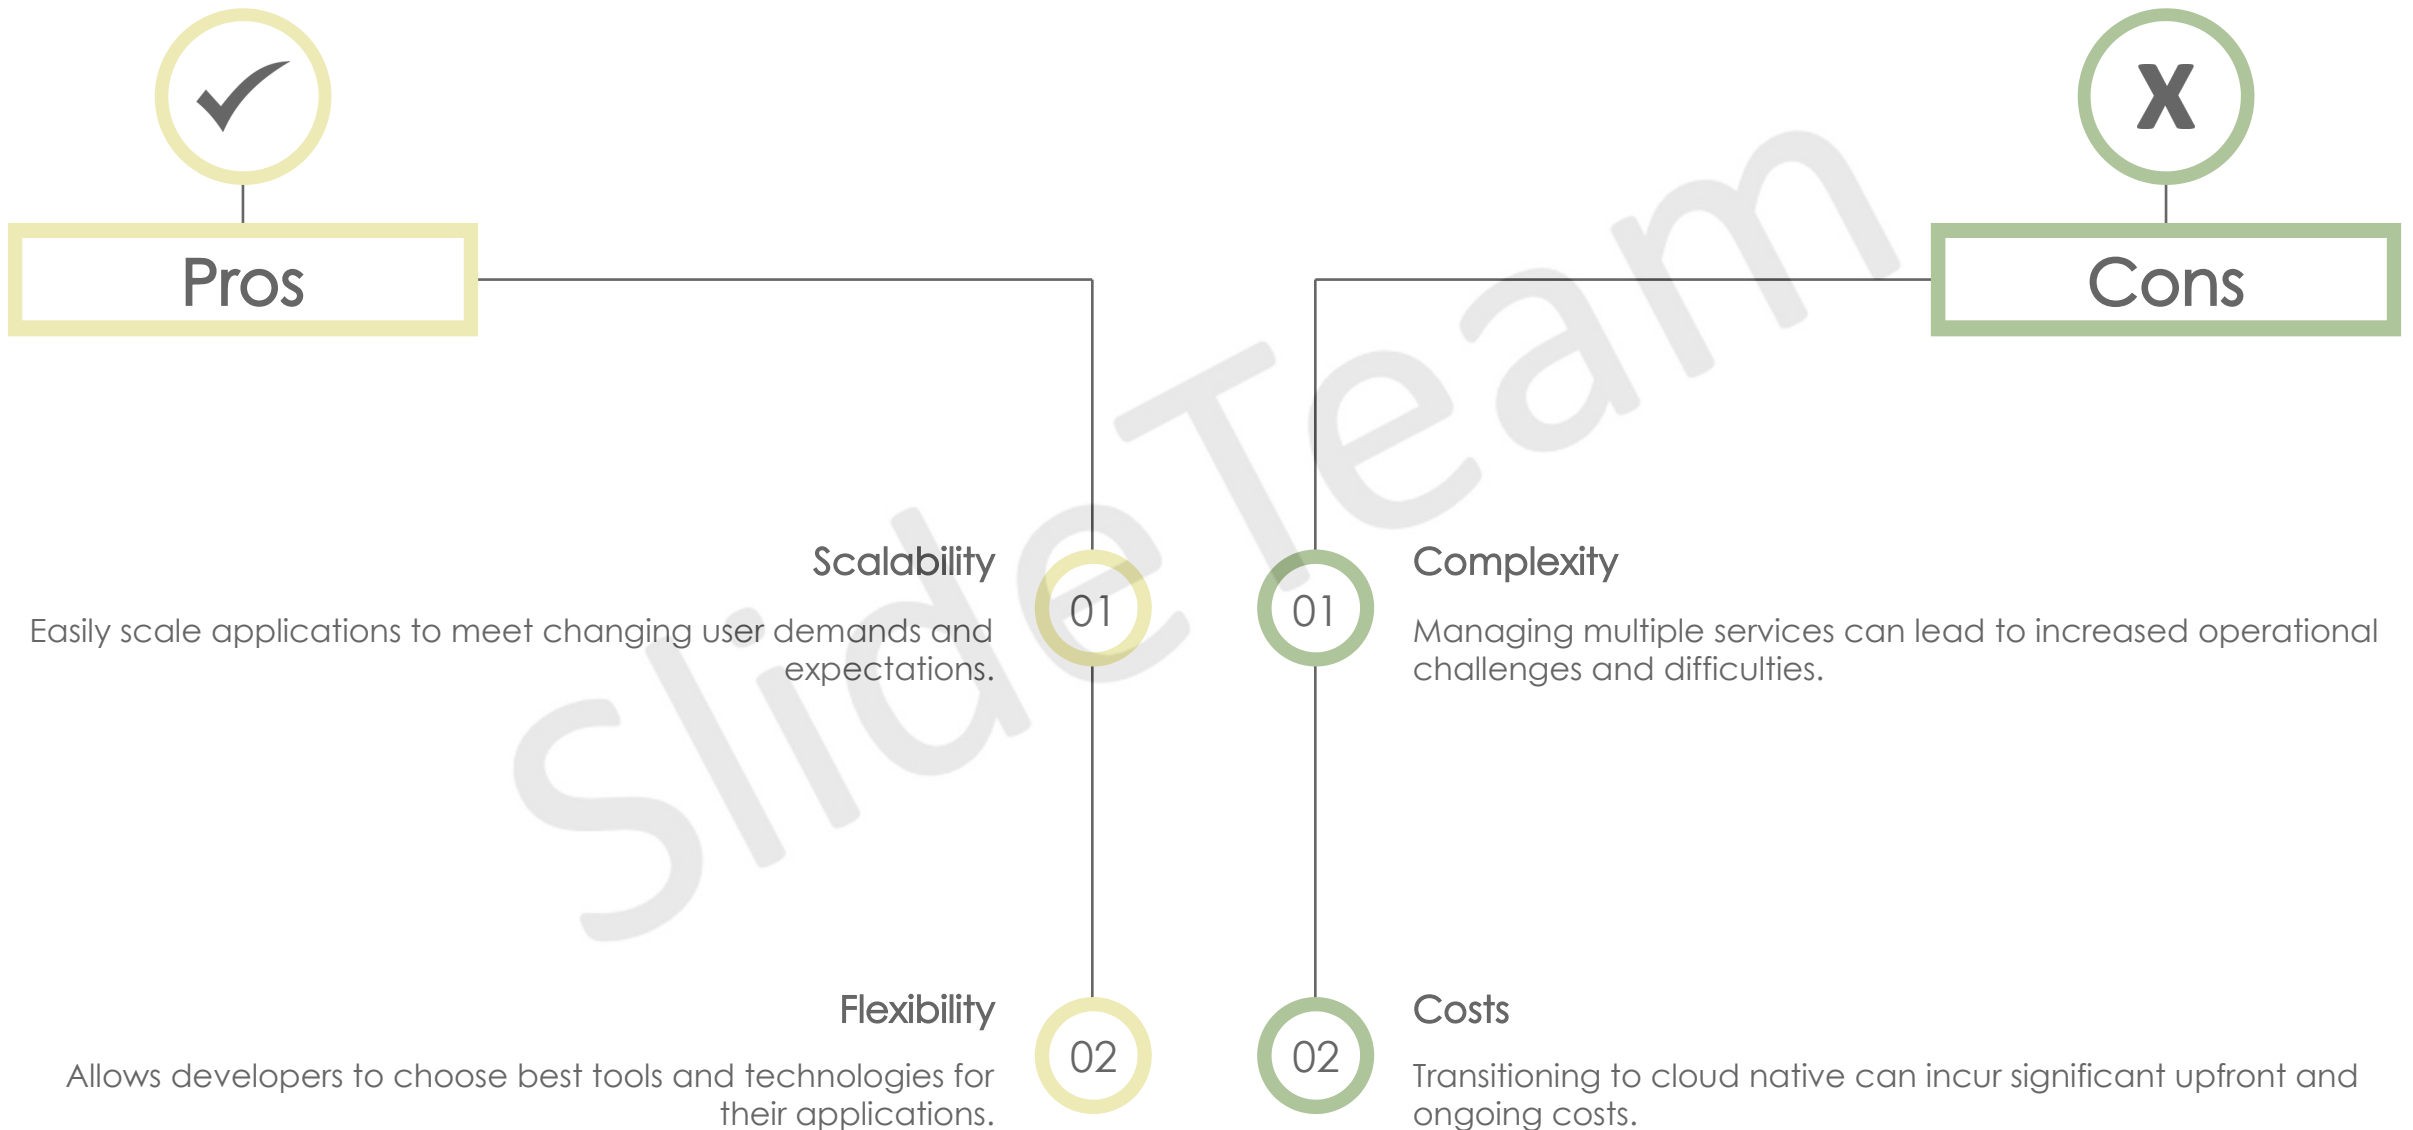 Pros
Scalability
01
Easily scale applications to meet changing user demands and
expectations.
Flexibility
02
Allows developers to choose best tools and technologies for
their applications.
X
Cons
01
Complexity
Managing multiple services can lead to increased operational
challenges and difficulties.
02
Costs
Transitioning to cloud native can incur significant upfront and
ongoing costs.
SlideTeam